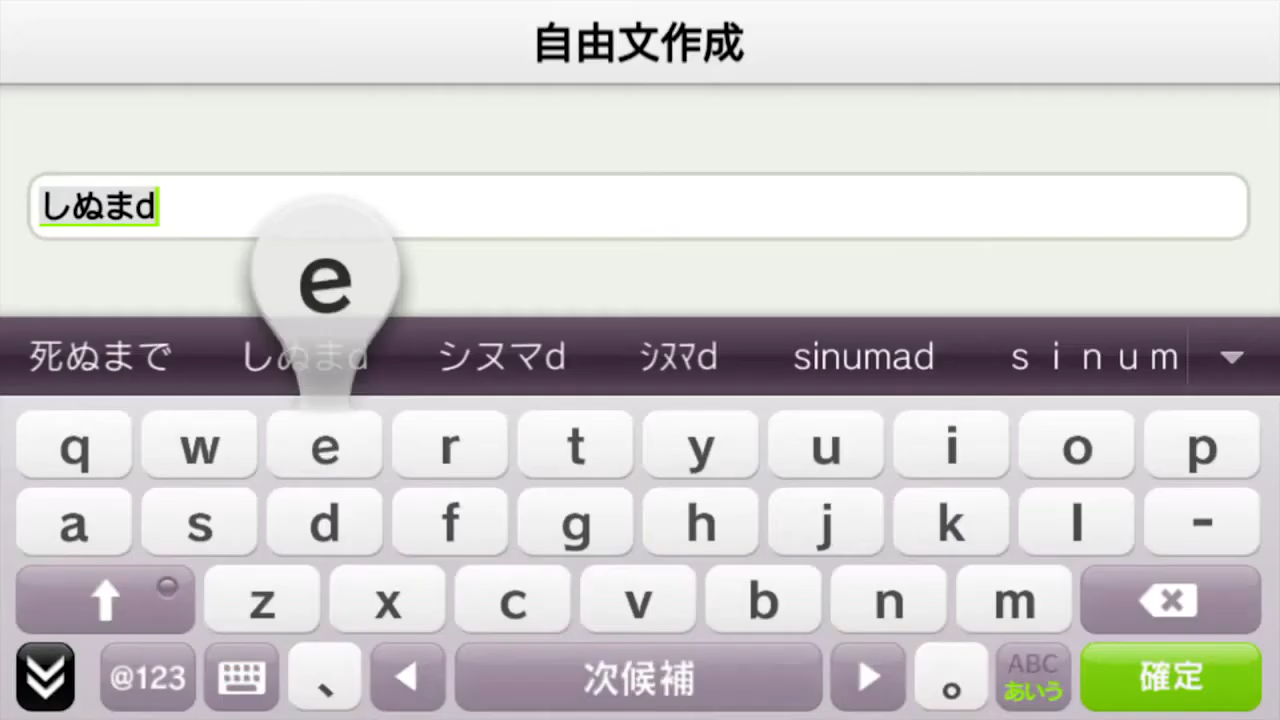 自由文作成
しぬまd
e
死ぬまで しぬまd シヌマd ｼﾇﾏd sinumad ｓｉｎｕｍ
q w e r t y u i o p
a s d f g h j k l -
z x c v b n m
@123 、 次候補 。 ABC あいう 確定